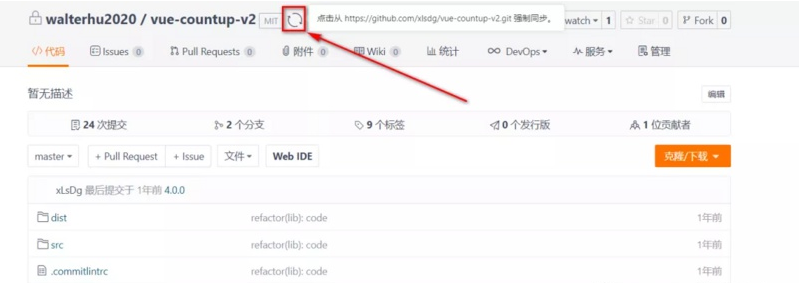 walterhu2020 / vue-countup-v2 MIT 点击从 https://github.com/xlsdg/vue-countup-v2.git 强制同步。 watch 1 Star 0 Fork 0
代码 Issues 0 Pull Requests 0 附件 0 Wiki 0 统计 DevOps 服务 管理
暂无描述 编辑
24 次提交 2 个分支 9 个标签 0 个发行版 1 位贡献者
master + Pull Request + Issue 文件 Web IDE 克隆/下载
xLsDg 最后提交于 1年前 4.0.0
dist refactor(lib): code 1年前
src refactor(lib): code 1年前
.commitlintrc refactor(lib): code 1年前